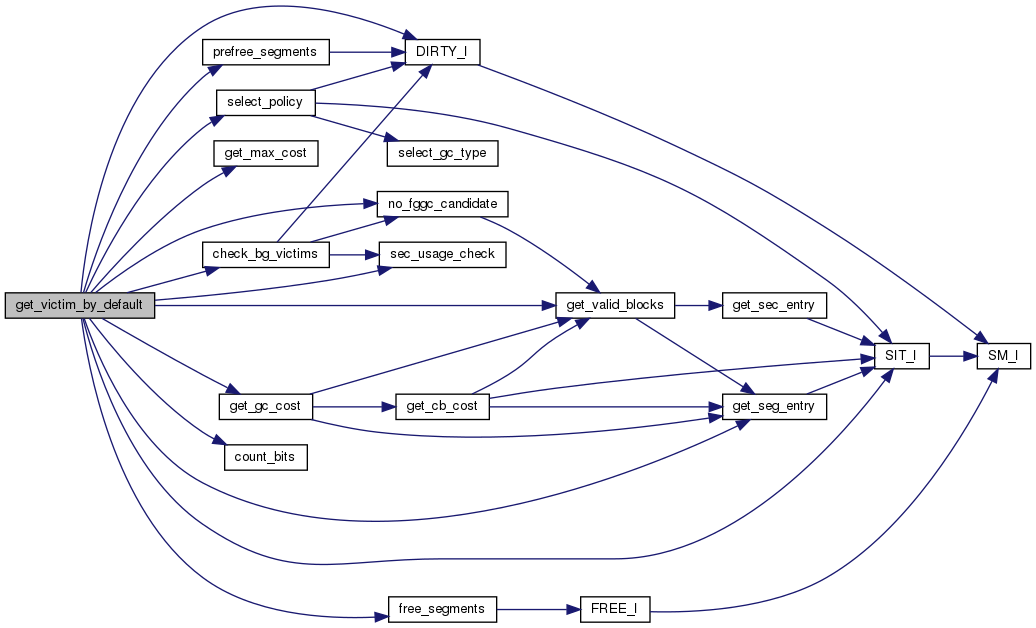 prefree_segments
DIRTY_I
select_policy
get_max_cost
select_gc_type
no_fggc_candidate
check_bg_victims
sec_usage_check
get_victim_by_default
get_valid_blocks
get_sec_entry
SIT_I
SM_I
get_gc_cost
get_cb_cost
get_seg_entry
count_bits
free_segments
FREE_I